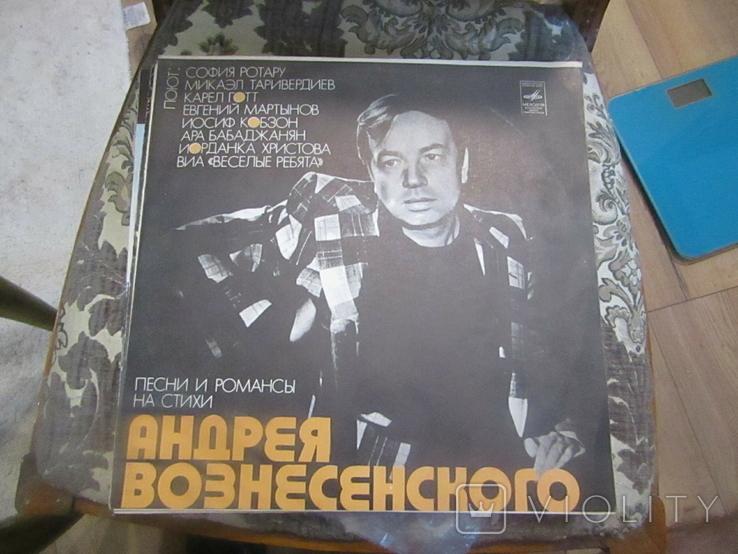 ПОЮТ:
СОФИЯ РОТАРУ
МИКАЭЛ ТАРИВЕРДИЕВ
КАРЕЛ ГОТТ
ЕВГЕНИЙ МАРТЫНОВ
ИОСИФ КОБЗОН
АРА БАБАДЖАНЯН
ИОРДАНКА ХРИСТОВА
ВИА «ВЕСЕЛЫЕ РЕБЯТА»
МЕЛОДИЯ
ПЕСНИ И РОМАНСЫ
НА СТИХИ
АНДРЕЯ
ВОЗНЕСЕНСКОГО
VIOLITY